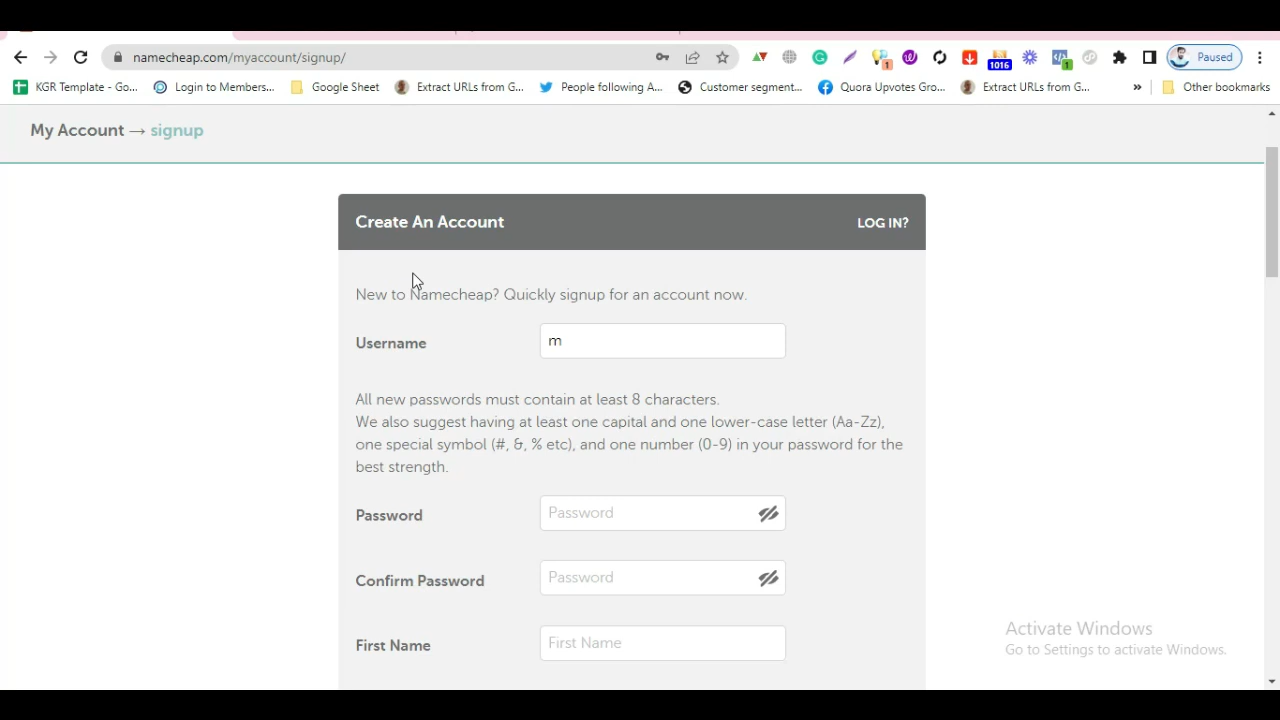 namecheap.com/myaccount/signup/
1
1016
1
Paused
KGR Template - Go...
Login to Members...
Google Sheet
Extract URLs from G...
People following A...
Customer segment...
Quora Upvotes Gro...
Extract URLs from G...
»
Other bookmarks
My Account → signup
Create An Account
LOG IN?
New to Namecheap? Quickly signup for an account now.
Username
m
All new passwords must contain at least 8 characters.
We also suggest having at least one capital and one lower-case letter (Aa-Zz),
one special symbol (#, &, % etc), and one number (0-9) in your password for the
best strength.
Password
Password
Confirm Password
Password
First Name
First Name
Activate Windows
Go to Settings to activate Windows.